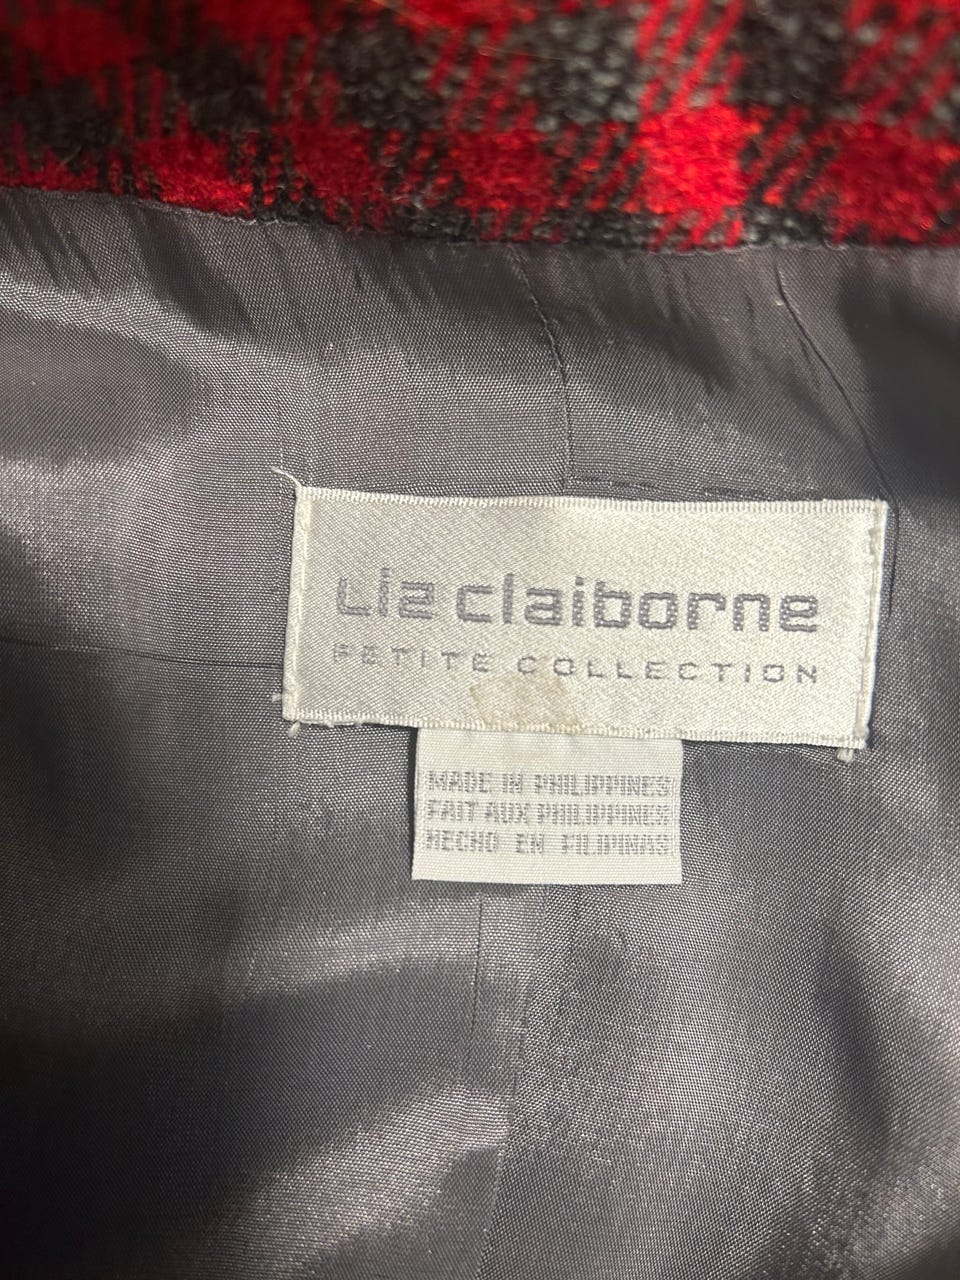 Liz claiborne
PETITE COLLECTION
MADE IN PHILIPPINES
FAIT AUX PHILIPPINES
HECHO EN FILIPINAS